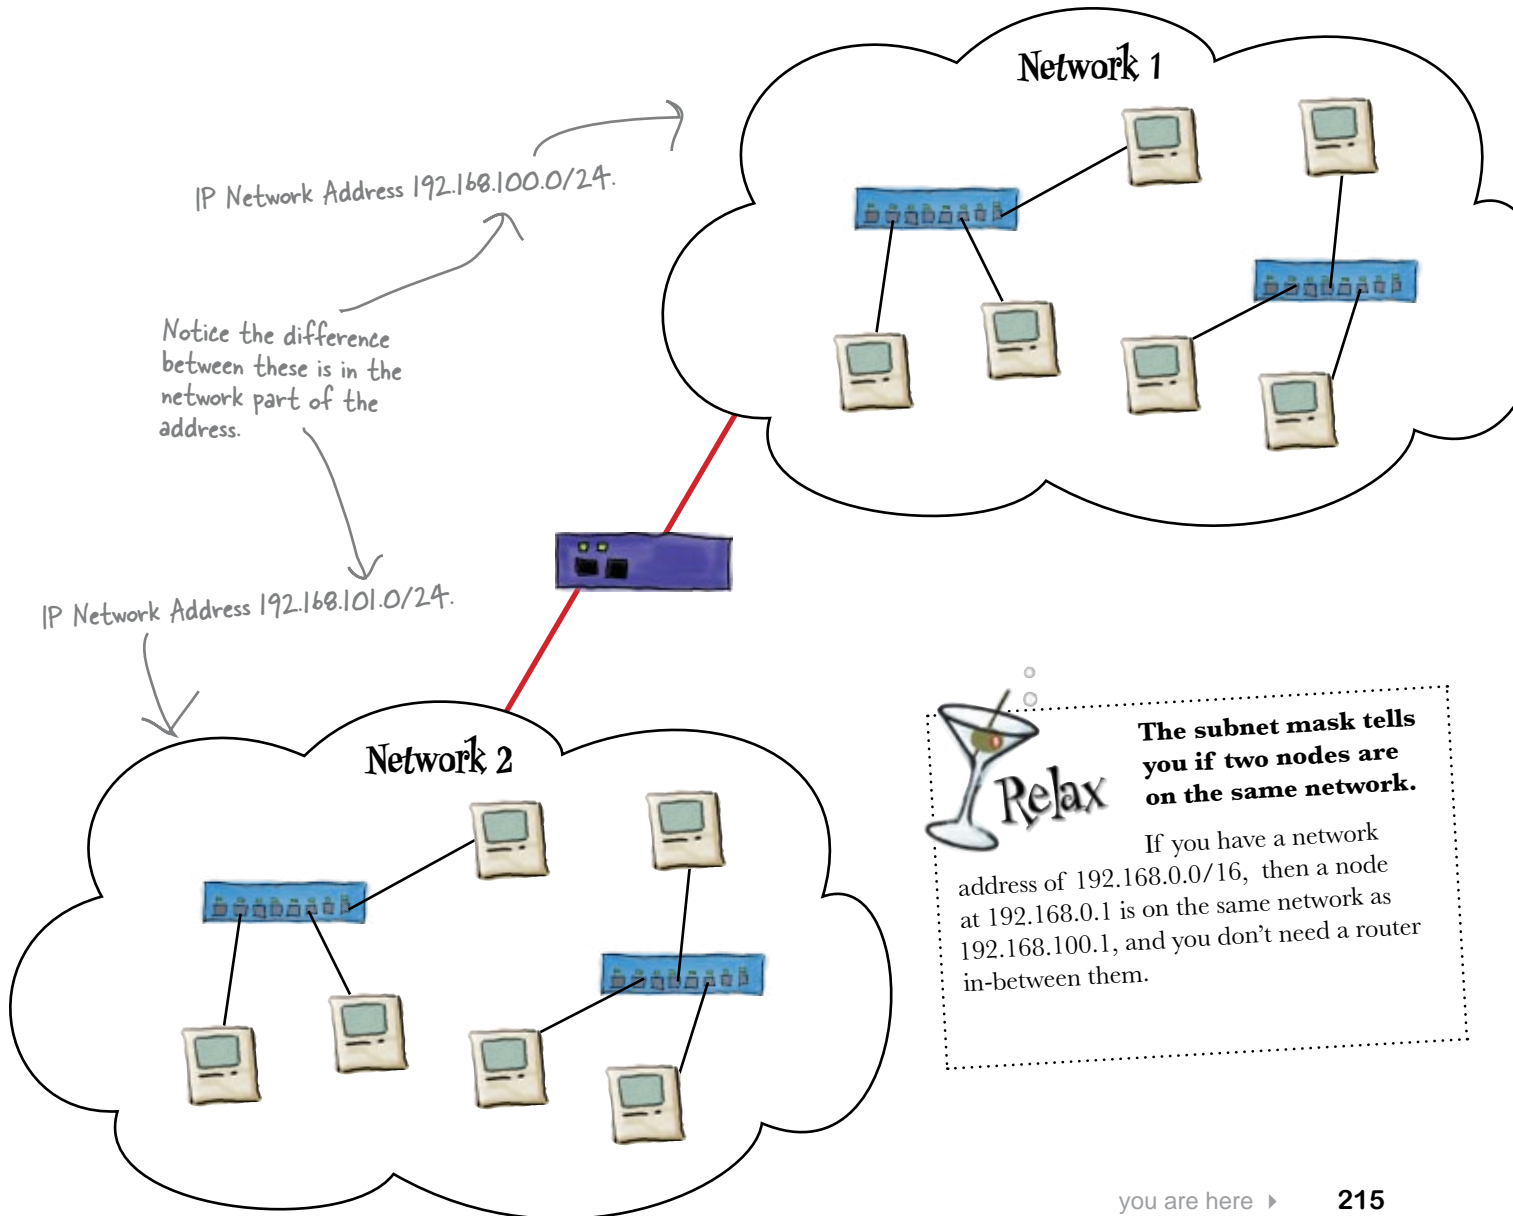 Network 1
IP Network Address 192.168.100.0/24.
Notice the difference
between these is in the
network part of the
address.
IP Network Address 192.168.101.0/24.
Network 2
Relax
The subnet mask tells
you if two nodes are
on the same network.
If you have a network
address of 192.168.0.0/16, then a node
at 192.168.0.1 is on the same network as
192.168.100.1, and you don't need a router
in-between them.
you are here ▸ 215